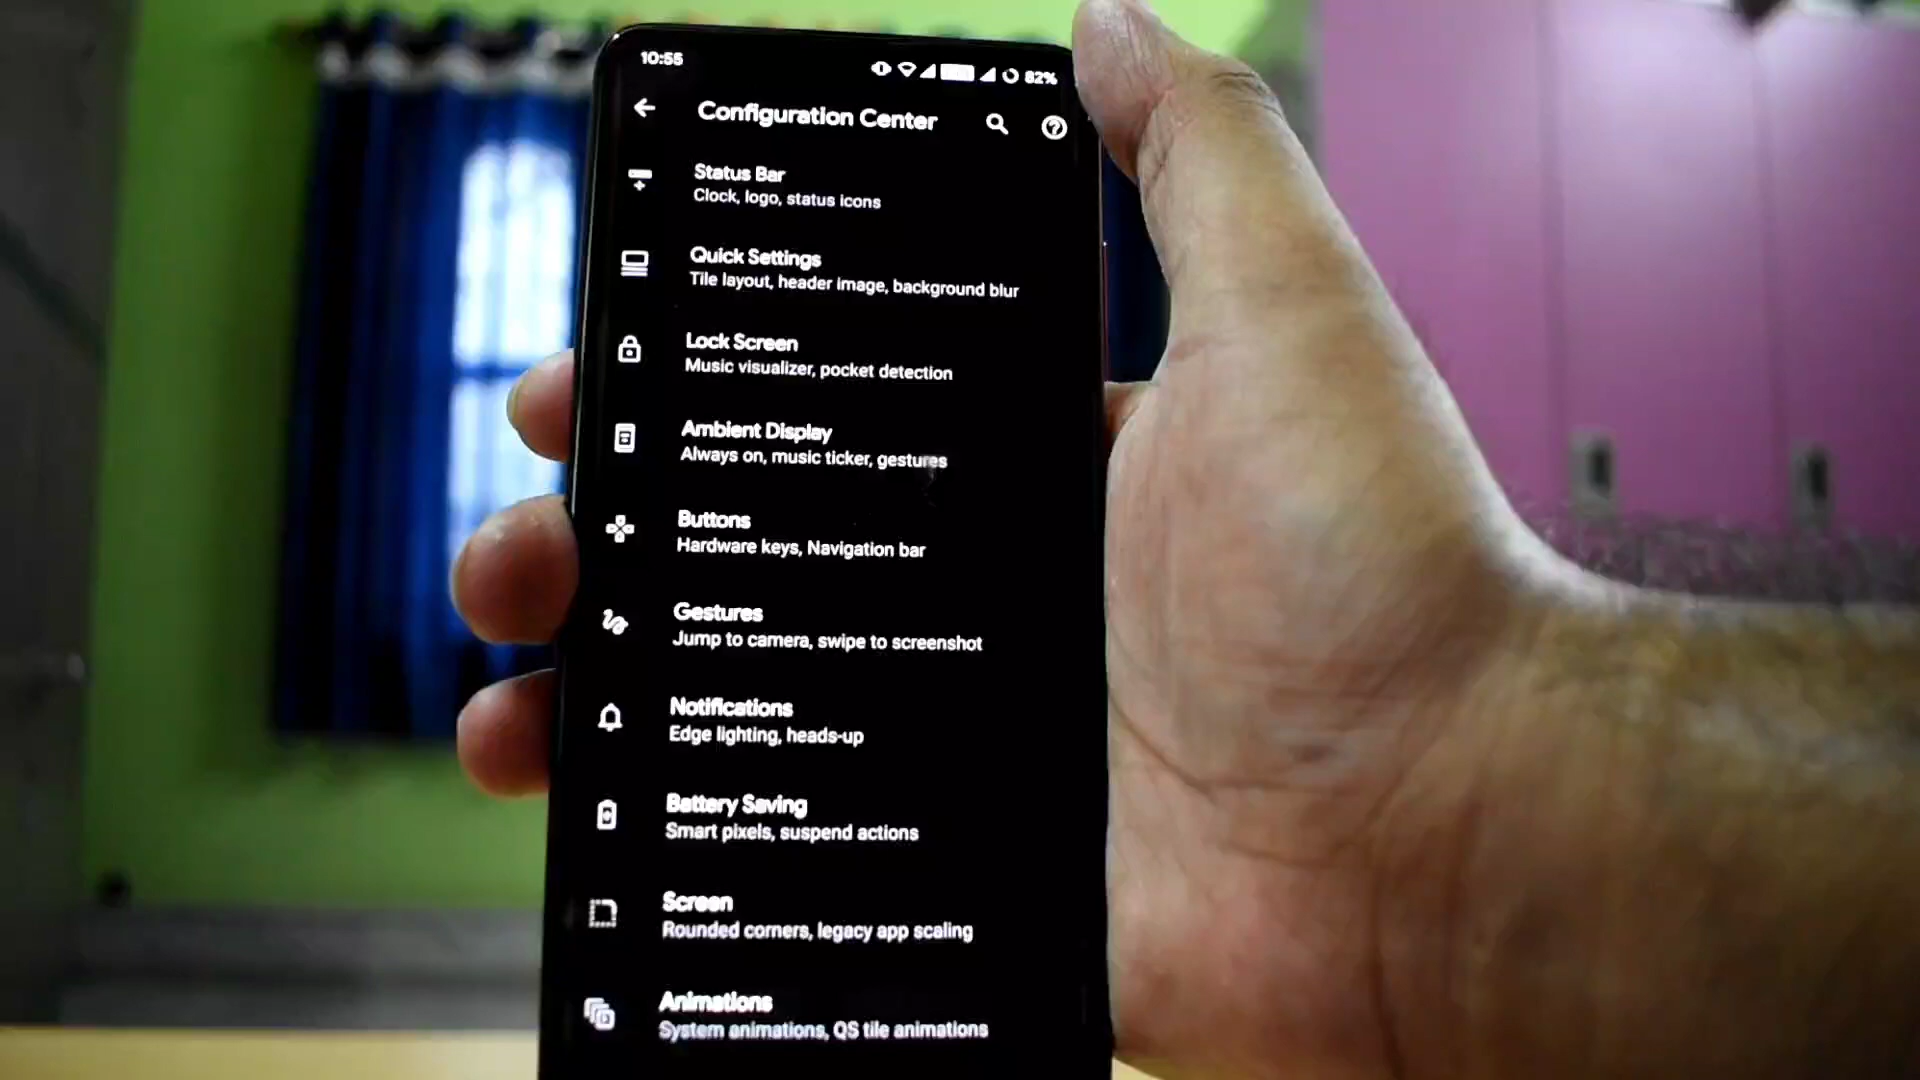 10:55
82%
Configuration Center
Status Bar
Clock, logo, status icons
Quick Settings
Tile layout, header image, background blur
Lock Screen
Music visualizer, pocket detection
Ambient Display
Always on, music ticker, gestures
Buttons
Hardware keys, Navigation bar
Gestures
Jump to camera, swipe to screenshot
Notifications
Edge lighting, heads-up
Battery Saving
Smart pixels, suspend actions
Screen
Rounded corners, legacy app scaling
Animations
System animations, QS tile animations